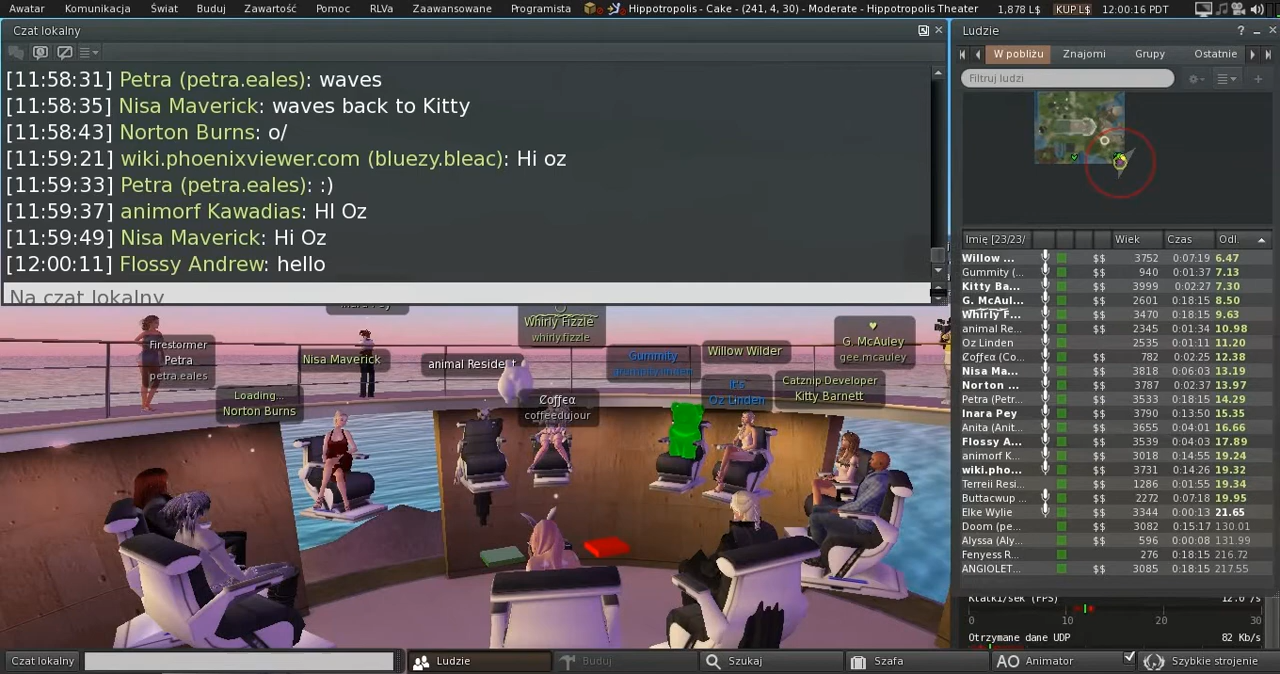 Awatar Komunikacja Świat Buduj Zawartość Pomoc RLVa Zaawansowane Programista Hippotropolis - Cake - (241, 4, 30) - Moderate - Hippotropolis Theater 1,878 L$ KUP L$ 12:00:16 PDT
Czat lokalny
[11:58:31] Petra (petra.eales): waves
[11:58:35] Nisa Maverick: waves back to Kitty
[11:58:43] Norton Burns: o/
[11:59:21] wiki.phoenixviewer.com (bluezy.bleac): Hi oz
[11:59:33] Petra (petra.eales): :)
[11:59:37] animorf Kawadias: HI Oz
[11:59:49] Nisa Maverick: Hi Oz
[12:00:11] Flossy Andrew: hello
Na czat lokalny
Whirly Fizzle
whirly.fizzle
Firestormer
Petra
petra.eales
Nisa Maverick
Loading...
Norton Burns
animal Resident
Coffεα
coffeedujour
Gummity
grumpity.linden
Willow Wilder
It's
Oz Linden
♥
G. McAuley
gee.mcauley
Catznip Developer
Kitty Barnett
Ludzie
W pobliżu Znajomi Grupy Ostatnie
Filtruj ludzi
Imię [23/23/ Wiek Czas Odl.
Willow ... $$ 3752 0:07:19 6.47
Gummity (... $$ 940 0:01:37 7.13
Kitty Ba... $$ 3999 0:02:27 7.30
G. McAul... $$ 2601 0:18:15 8.50
Whirly F... $$ 3470 0:18:15 9.63
animal Re... $$ 2345 0:01:34 10.98
Oz Linden 2535 0:01:11 11.20
Coffεα (Co... $$ 782 0:02:25 12.38
Nisa Ma... $$ 3818 0:06:03 13.19
Norton ... $$ 3787 0:02:37 13.97
Petra (Petr... $$ 3533 0:18:15 14.29
Inara Pey $$ 3790 0:13:50 15.35
Anita (Anit... $$ 3655 0:04:01 16.66
Flossy A... $$ 3539 0:04:03 17.89
animorf K... $$ 3018 0:14:55 19.24
wiki.pho... $$ 3731 0:14:26 19.32
Terreii Resi... $$ 1286 0:01:55 19.34
Buttacwup ... $$ 2272 0:07:18 19.95
Elke Wylie $$ 3344 0:00:13 21.65
Doom (pe... $$ 3082 0:15:17 130.01
Alyssa (Aly... $$ 596 0:00:08 131.99
Fenyess R... 276 0:18:15 216.72
ANGIOLET... $$ 3085 0:18:15 217.55
Klatki/sek (FPS) 12.0 /s
0 10 20 30
Otrzymane dane UDP 82 Kb/s
Czat lokalny Ludzie Buduj Szukaj Szafa AO Animator Szybkie strojenie